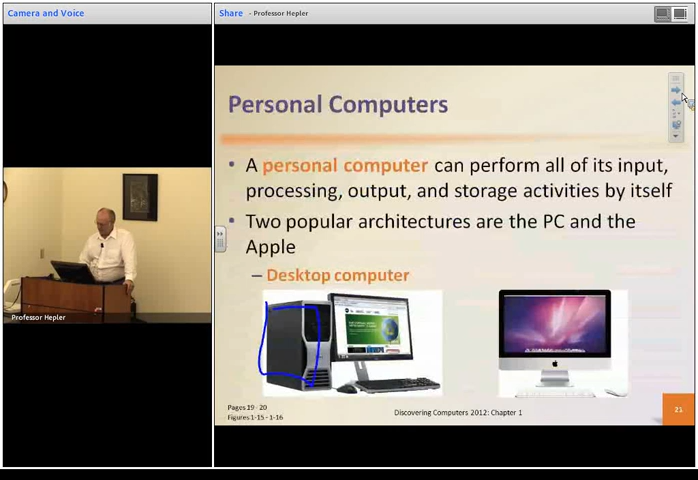 Camera and Voice
Share - Professor Hepler
Personal Computers
• A personal computer can perform all of its input,
processing, output, and storage activities by itself
• Two popular architectures are the PC and the
Apple
– Desktop computer
Professor Hepler
Pages 19 - 20
Figures 1-15 - 1-16
Discovering Computers 2012: Chapter 1
21